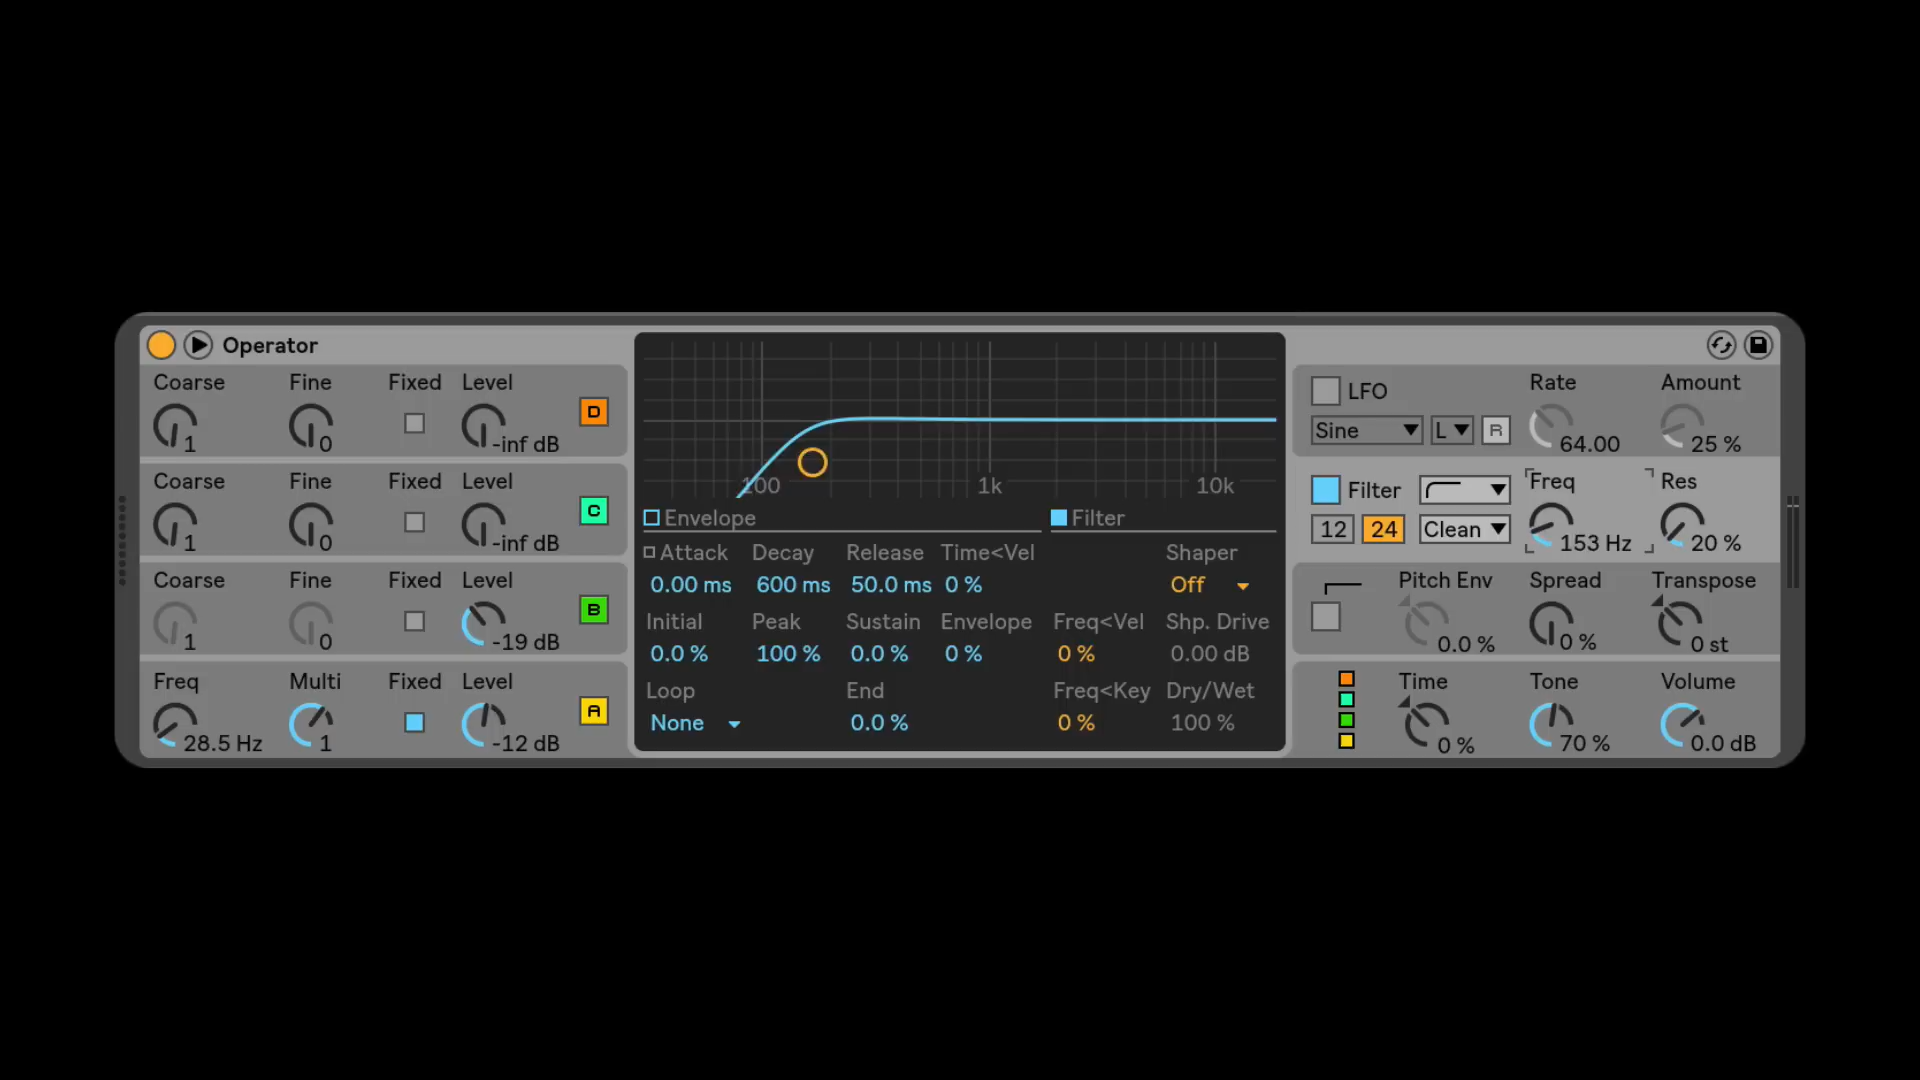 Operator
Coarse Fine Fixed Level
1 0 -inf dB D
Coarse Fine Fixed Level
1 0 -inf dB C
Coarse Fine Fixed Level
1 0 -19 dB B
Freq Multi Fixed Level
28.5 Hz 1 -12 dB A
100 1k 10k
Envelope Filter
Attack Decay Release Time<Vel Shaper
0.00 ms 600 ms 50.0 ms 0 % Off
Initial Peak Sustain Envelope Freq<Vel Shp. Drive
0.0 % 100 % 0.0 % 0 % 0 % 0.00 dB
Loop End Freq<Key Dry/Wet
None 0.0 % 0 % 100 %
LFO Rate Amount
Sine L R 64.00 25 %
Filter Freq Res
12 24 Clean 153 Hz 20 %
Pitch Env Spread Transpose
0.0 % 0 % 0 st
Time Tone Volume
0 % 70 % 0.0 dB